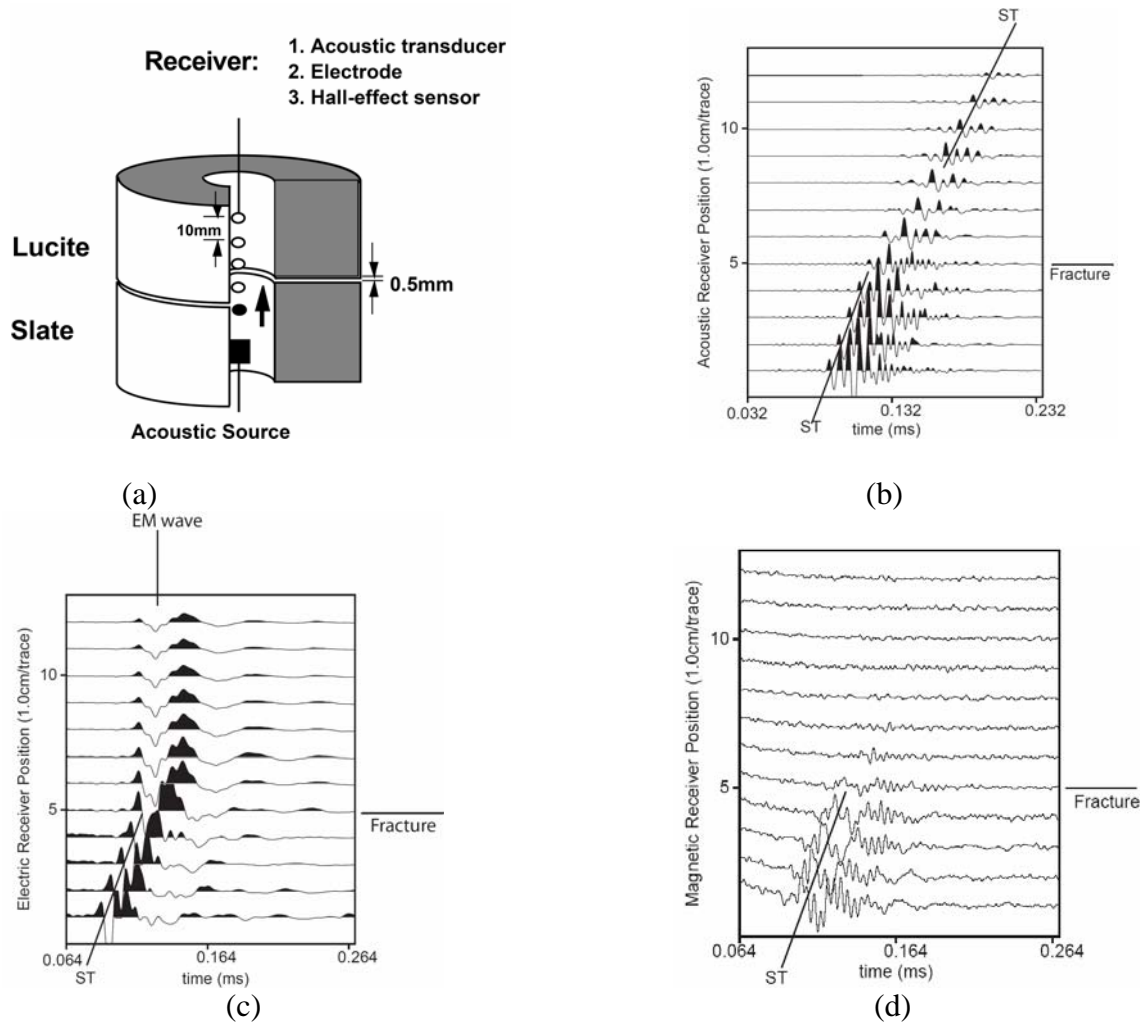 Receiver:
1. Acoustic transducer
2. Electrode
3. Hall-effect sensor
10mm
Lucite
Slate
0.5mm
Acoustic Source
(a)
ST
Acoustic Receiver Position (1.0cm/trace)
10
5
Fracture
0.032
0.132
0.232
ST
time (ms)
(b)
EM wave
Electric Receiver Position (1.0cm/trace)
10
5
Fracture
0.064
0.164
0.264
ST
time (ms)
(c)
Magnetic Receiver Position (1.0cm/trace)
10
5
Fracture
0.064
0.164
0.264
ST
time (ms)
(d)